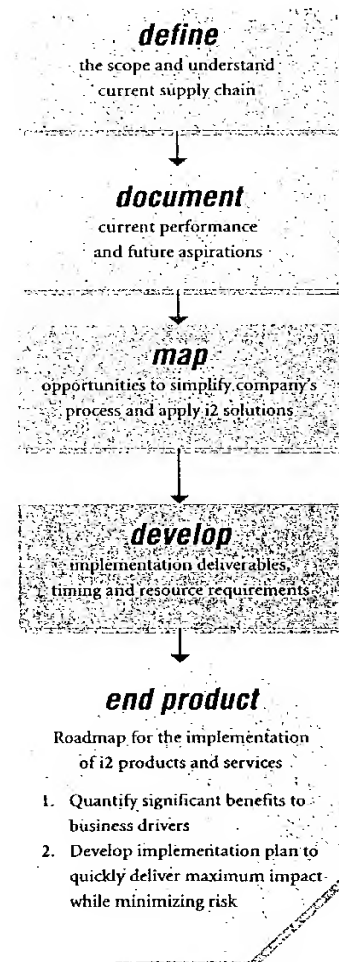 define
the scope and understand
current supply chain
document
current performance
and future aspirations
map
opportunities to simplify company's
process and apply i2 solutions
develop
implementation deliverables,
timing and resource requirements
end product
Roadmap for the implementation
of i2 products and services
1. Quantify significant benefits to
business drivers
2. Develop implementation plan to
quickly deliver maximum impact
while minimizing risk